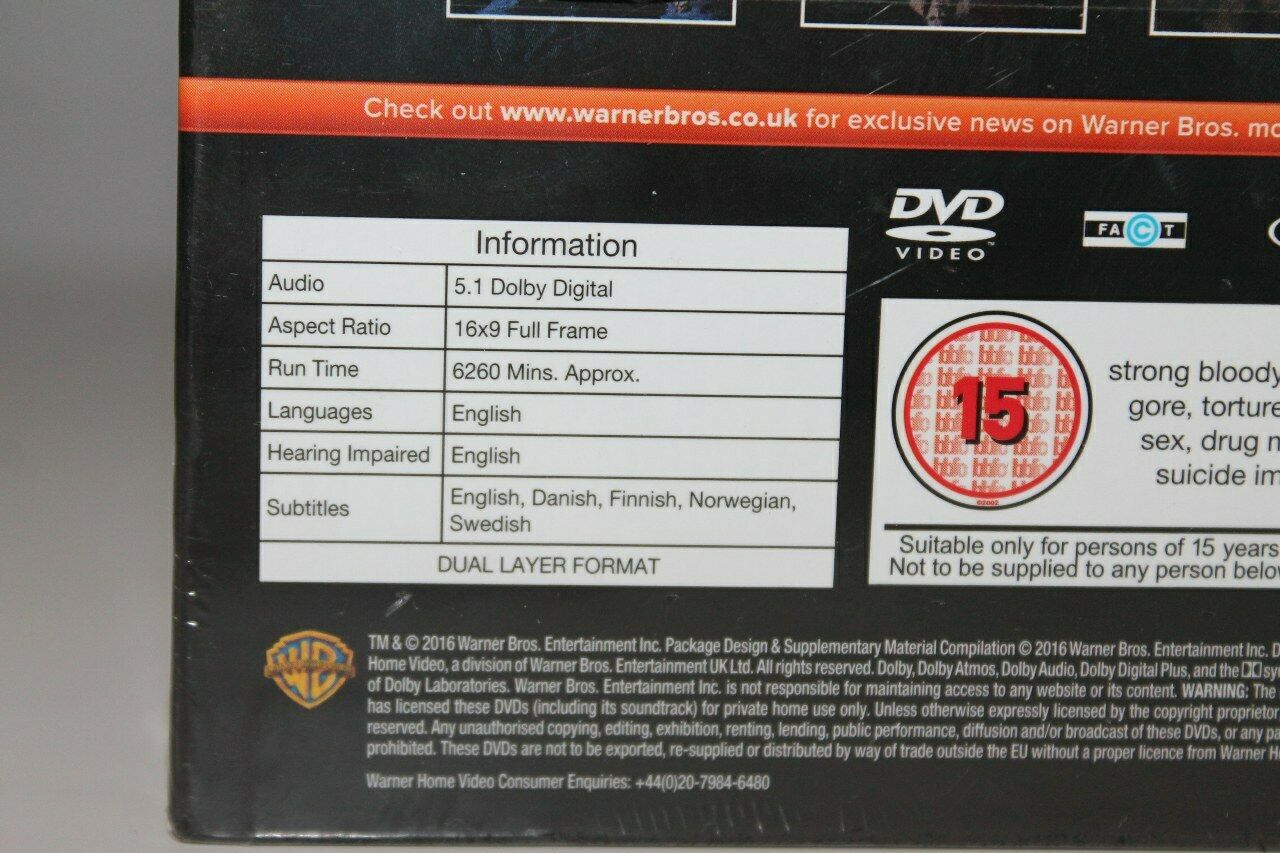 Check out www.warnerbros.co.uk for exclusive news on Warner Bros.
DVD
VIDEO
TM
FACT
Information
Audio 5.1 Dolby Digital
Aspect Ratio 16x9 Full Frame
Run Time 6260 Mins. Approx.
Languages English
Hearing Impaired English
Subtitles English, Danish, Finnish, Norwegian,
Swedish
DUAL LAYER FORMAT
15
©2002
strong bloody
gore, torture
sex, drug
suicide
Suitable only for persons of 15 years
Not to be supplied to any person below
WB
TM & © 2016 Warner Bros. Entertainment Inc. Package Design & Supplementary Material Compilation © 2016 Warner Bros. Entertainment Inc.
Home Video, a division of Warner Bros. Entertainment UK Ltd. All rights reserved. Dolby, Dolby Atmos, Dolby Audio, Dolby Digital Plus, and the
of Dolby Laboratories. Warner Bros. Entertainment Inc. is not responsible for maintaining access to any website or its content. WARNING: The
has licensed these DVDs (including its soundtrack) for private home use only. Unless otherwise expressly licensed by the copyright proprietor
reserved. Any unauthorised copying, editing, exhibition, renting, lending, public performance, diffusion and/or broadcast of these DVDs, or any
prohibited. These DVDs are not to be exported, re-supplied or distributed by way of trade outside the EU without a proper licence from Warner
Warner Home Video Consumer Enquiries: +44(0)20-7984-6480